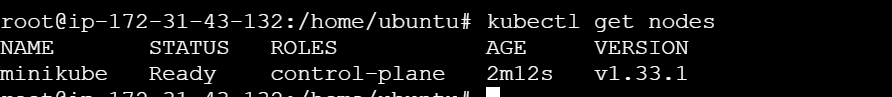 root@ip-172-31-43-132:/home/ubuntu# kubectl get nodes
NAME       STATUS   ROLES           AGE     VERSION
minikube   Ready    control-plane   2m12s   v1.33.1
root@ip-172-31-43-132:/home/ubuntu#